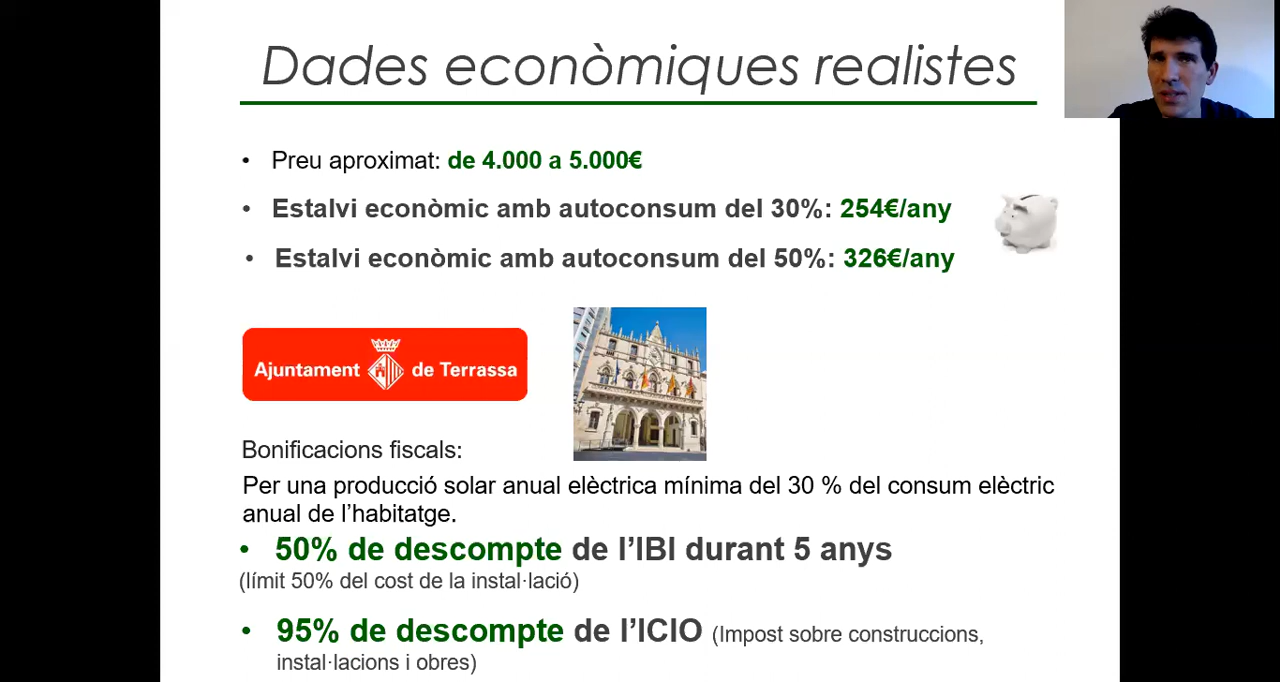 Dades econòmiques realistes
• Preu aproximat: de 4.000 a 5.000€
• Estalvi econòmic amb autoconsum del 30%: 254€/any
• Estalvi econòmic amb autoconsum del 50%: 326€/any
Ajuntament de Terrassa
Bonificacions fiscals:
Per una producció solar anual elèctrica mínima del 30 % del consum elèctric
anual de l’habitatge.
• 50% de descompte de l’IBI durant 5 anys
(límit 50% del cost de la instal·lació)
• 95% de descompte de l’ICIO (Impost sobre construccions,
instal·lacions i obres)